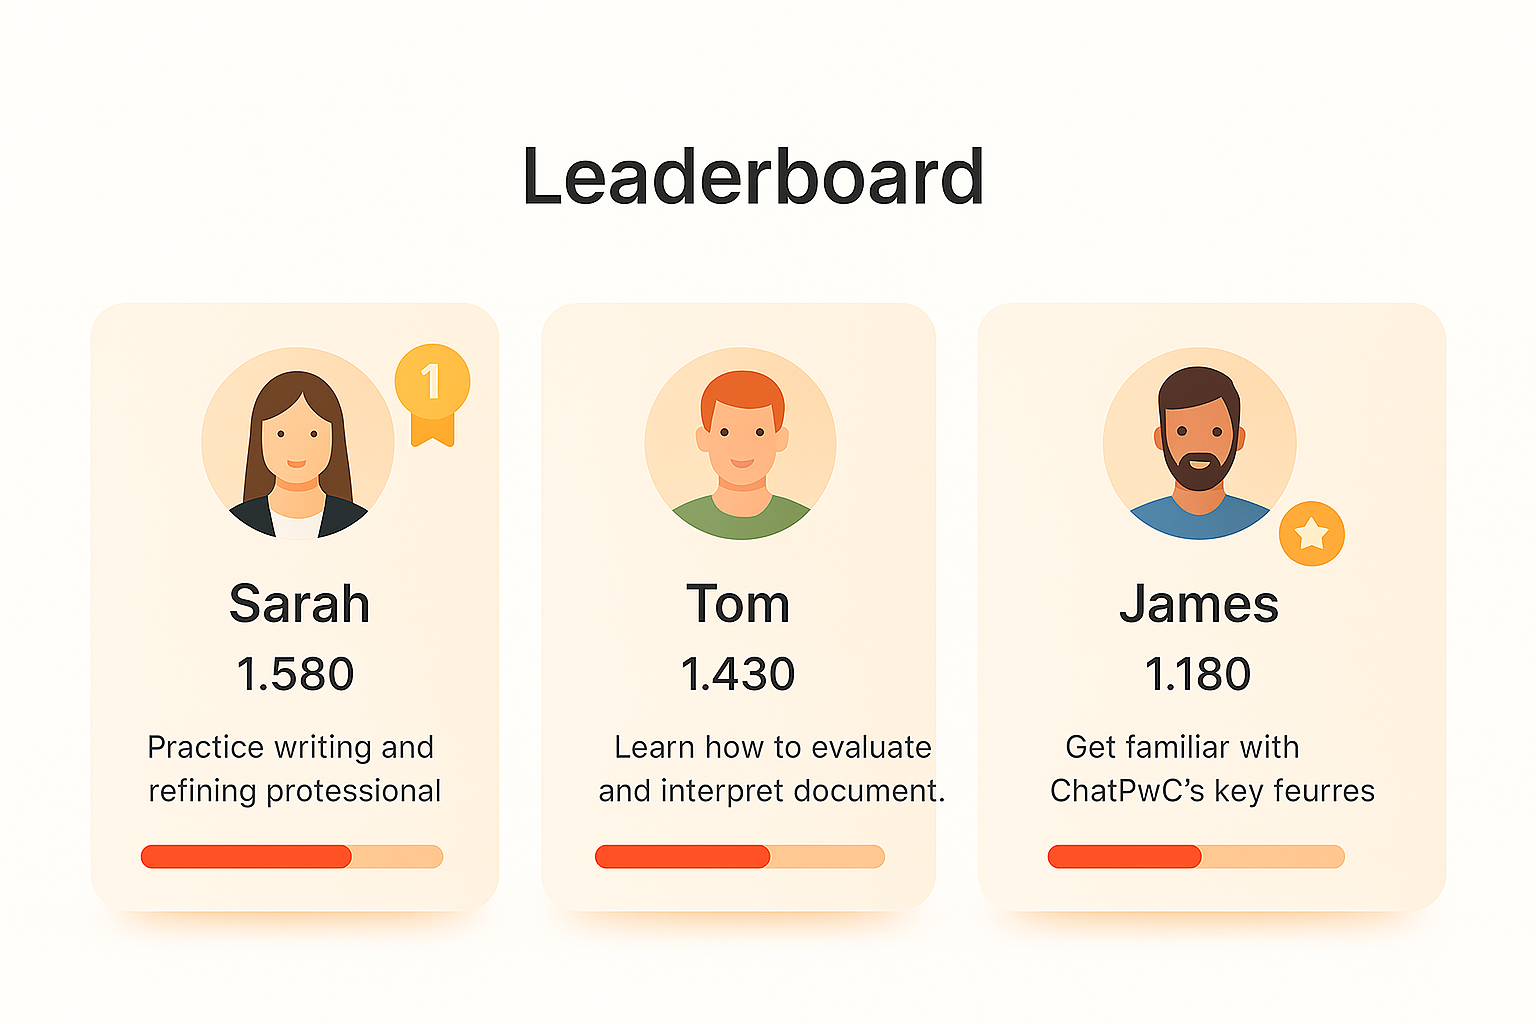 Leaderboard
1
Sarah
1.580
Practice writing and
refining protessional
Tom
1.430
Learn how to evaluate
and interpret document.
James
1.180
Get familiar with
ChatPwC’s key feurres